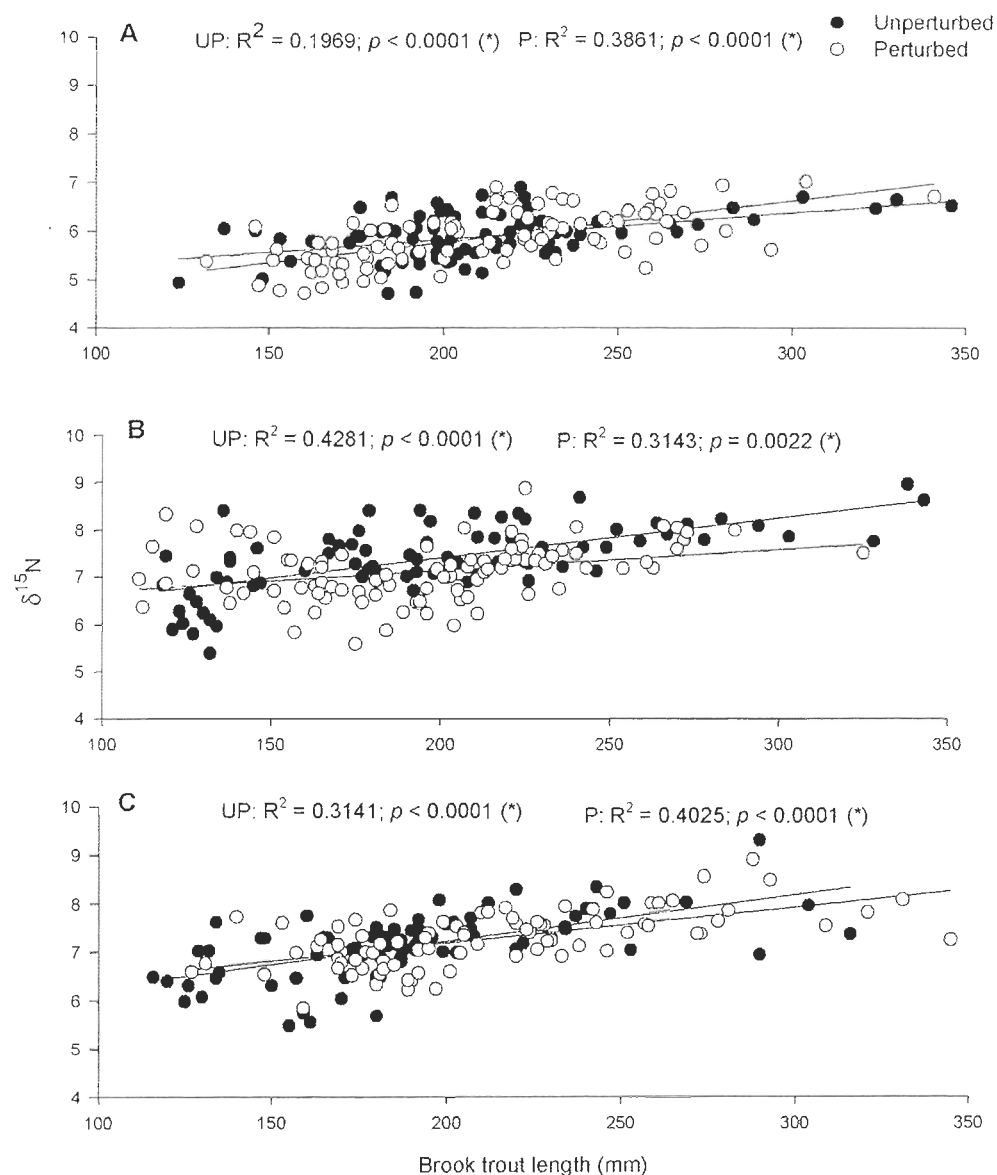 Unperturbed
Perturbed
A
UP: R² = 0.1969; p < 0.0001 (*) P: R² = 0.3861; p < 0.0001 (*)
10
9
8
7
6
5
4
100 150 200 250 300 350
B
UP: R² = 0.4281; p < 0.0001 (*) P: R² = 0.3143; p = 0.0022 (*)
10
9
8
7
6
5
4
δ¹⁵N
100 150 200 250 300 350
C
UP: R² = 0.3141; p < 0.0001 (*) P: R² = 0.4025; p < 0.0001 (*)
10
9
8
7
6
5
4
100 150 200 250 300 350
Brook trout length (mm)